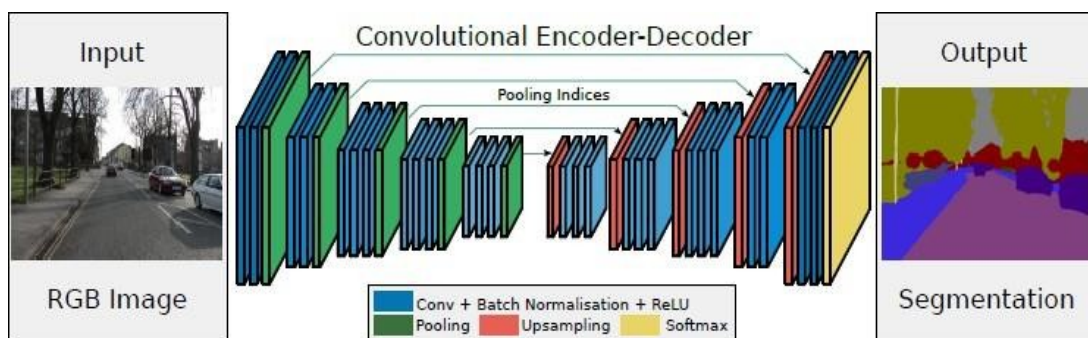 Input
RGB Image
Convolutional Encoder-Decoder
Pooling Indices
Conv + Batch Normalisation + ReLU
Pooling Upsampling Softmax
Output
Segmentation